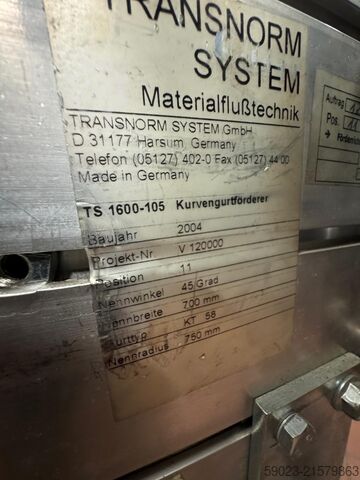 TRANSNORM
SYSTEM
Materialflußtechnik
TRANSNORM SYSTEM GmbH
D 31177 Harsum, Germany
Telefon (05127) 402-0 Fax (05127) 44 00
Made in Germany
TS 1600-105 Kurvengurtförderer
Baujahr 2004
Projekt-Nr V 120000
Position 11
Nennwinkel 45 Grad
Nennbreite 700 mm
Gurttyp KT 58
Nennradius 750 mm
Auftrag
Pos.
59023-21579863